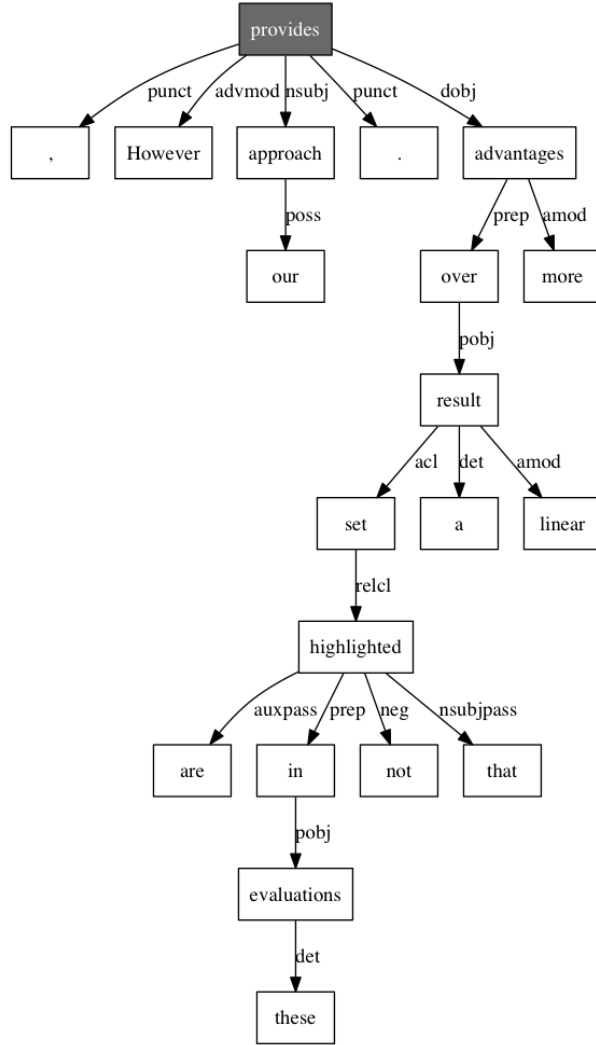 provides
punct advmod nsubj punct dobj
, However approach . advantages
poss prep amod
our over more
pobj
result
acl det amod
set a linear
relcl
highlighted
auxpass prep neg nsubjpass
are in not that
pobj
evaluations
det
these